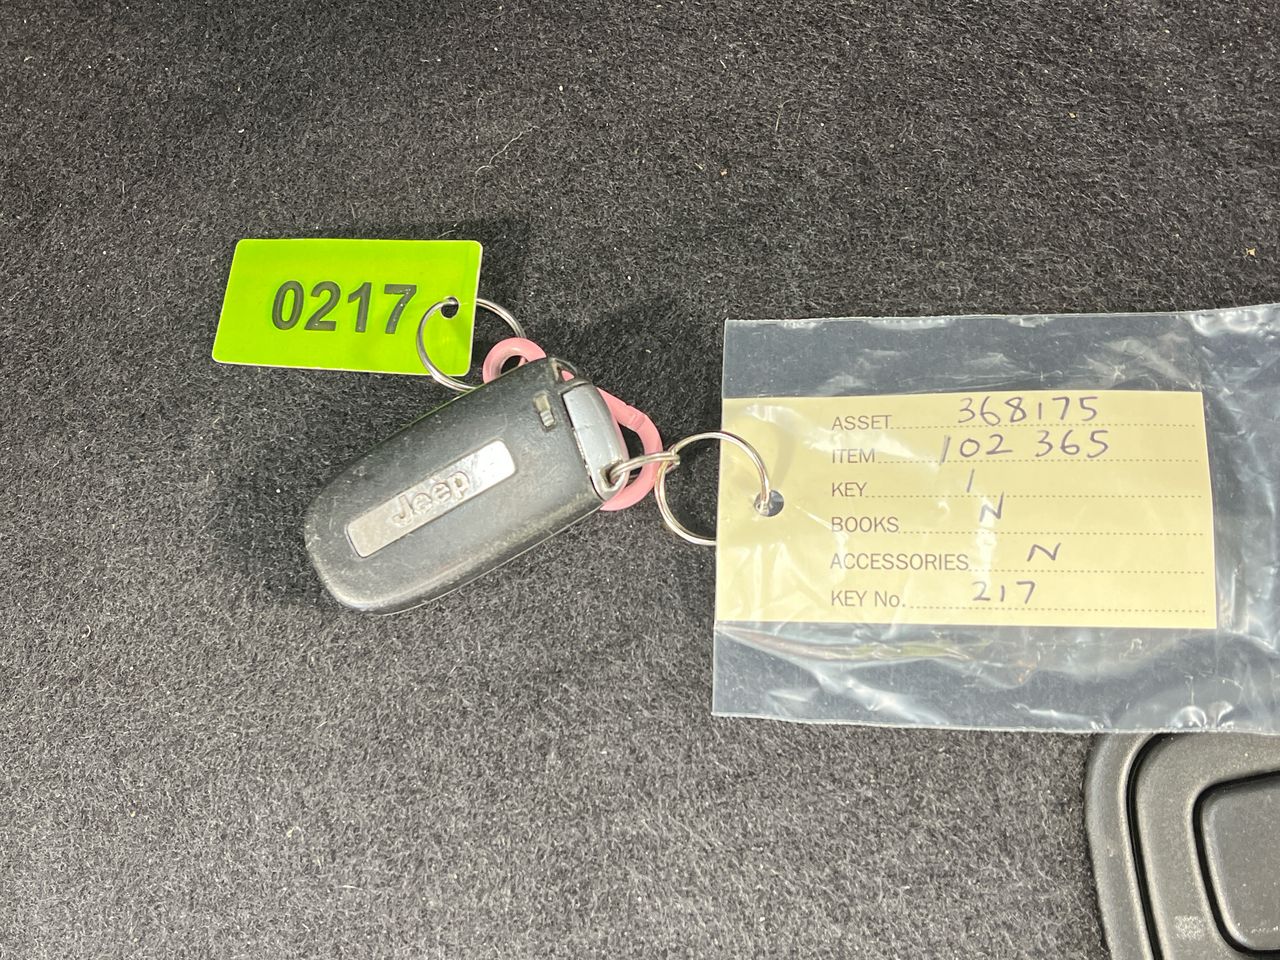 0217
Jeep
ASSET 368175
ITEM 102 365
KEY 1
BOOKS N
ACCESSORIES N
KEY No. 217